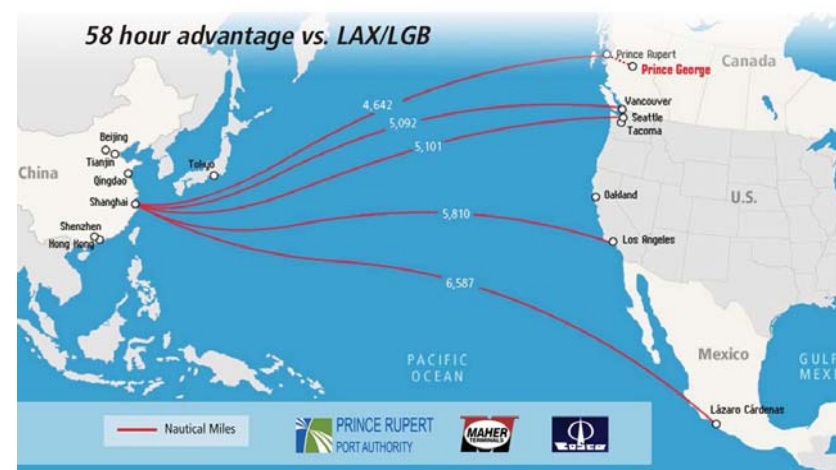 58 hour advantage vs. LAX/LGB
Prince Rupert
Prince George
Canada
4,642
5,092
5,101
Vancouver
Seattle
Tacoma
Beijing
Tianjin
Tokyo
China
Qingdao
Shanghai
Oakland
U.S.
Shenzhen
Hong Kong
5,810
Los Angeles
6,587
PACIFIC
OCEAN
Mexico
GULF
MEXI
Lázaro Cárdenas
Nautical Miles
PRINCE RUPERT
PORT AUTHORITY
MAHER
TERMINALS
COSCO